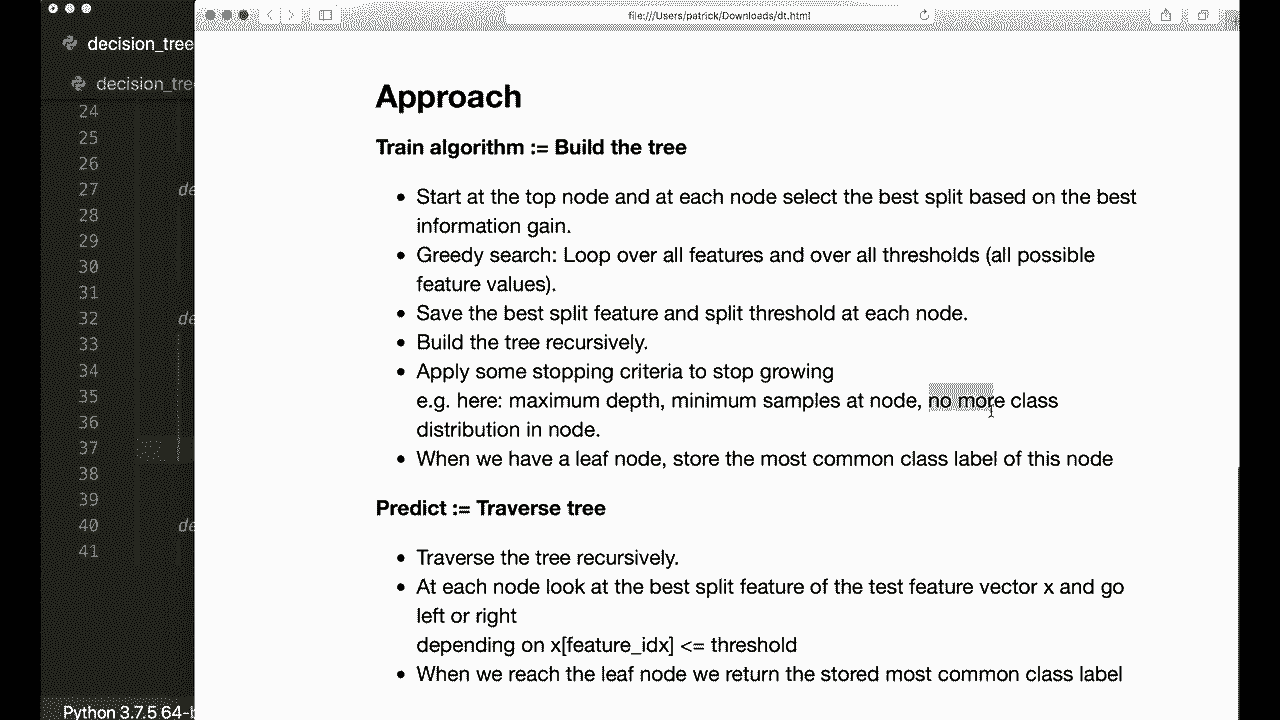 file:///Users/patrick/Downloads/dt.html
decision_tree
decision_tre
24
25
26
27 de
28
29
30
31
32 de
33
34
35
36
37
38
39
40 de
41
Python 3.7.5 64-b
Approach
Train algorithm := Build the tree
• Start at the top node and at each node select the best split based on the best
information gain.
• Greedy search: Loop over all features and over all thresholds (all possible
feature values).
• Save the best split feature and split threshold at each node.
• Build the tree recursively.
• Apply some stopping criteria to stop growing
e.g. here: maximum depth, minimum samples at node, no more class
distribution in node.
• When we have a leaf node, store the most common class label of this node
Predict := Traverse tree
• Traverse the tree recursively.
• At each node look at the best split feature of the test feature vector x and go
left or right
depending on x[feature_idx] <= threshold
• When we reach the leaf node we return the stored most common class label